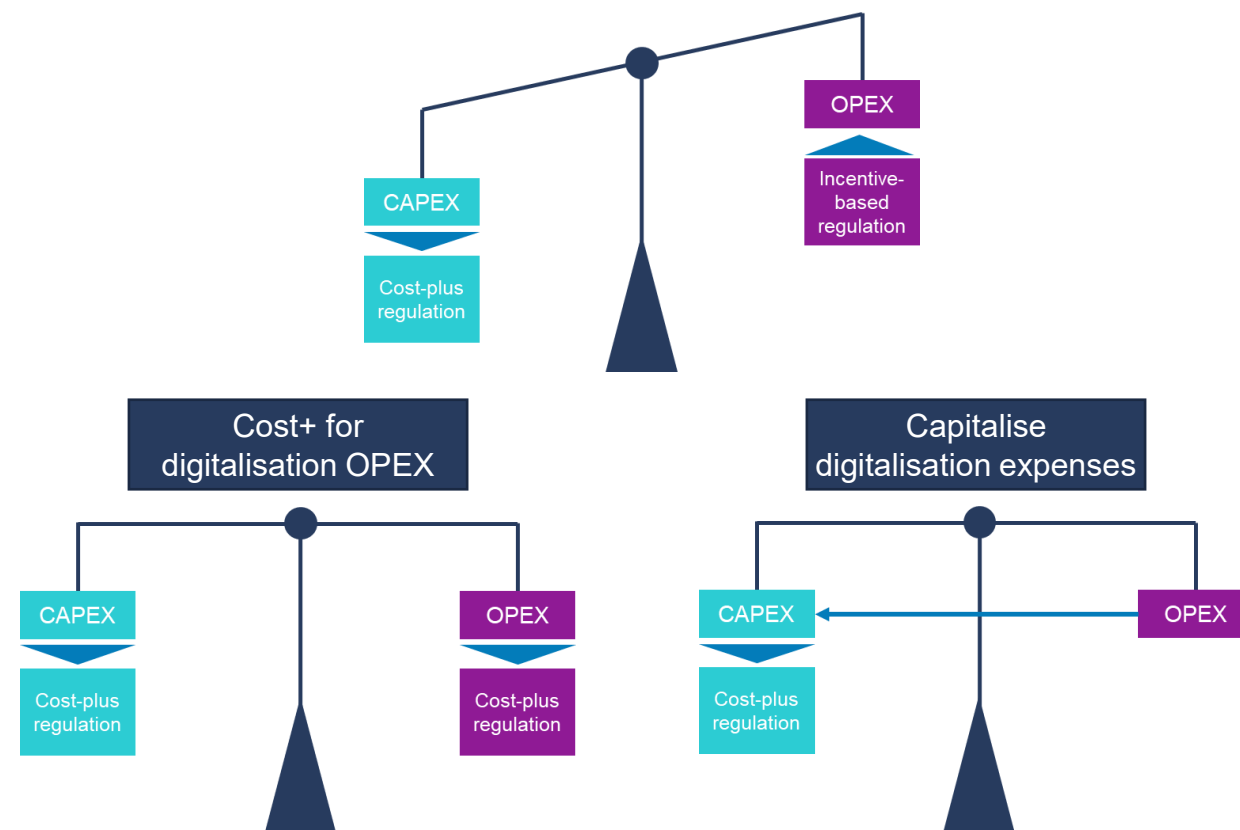 OPEX
Incentive-
based
regulation
CAPEX
Cost-plus
regulation
Cost+ for
digitalisation OPEX
CAPEX
Cost-plus
regulation
OPEX
Cost-plus
regulation
Capitalise
digitalisation expenses
CAPEX
Cost-plus
regulation
OPEX